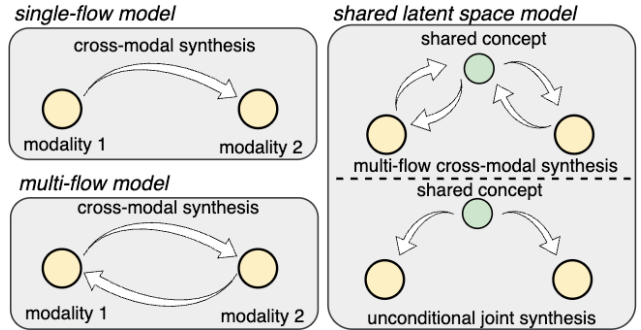 single-flow model
cross-modal synthesis
modality 1
modality 2
multi-flow model
cross-modal synthesis
modality 1
modality 2
shared latent space model
shared concept
multi-flow cross-modal synthesis
shared concept
unconditional joint synthesis